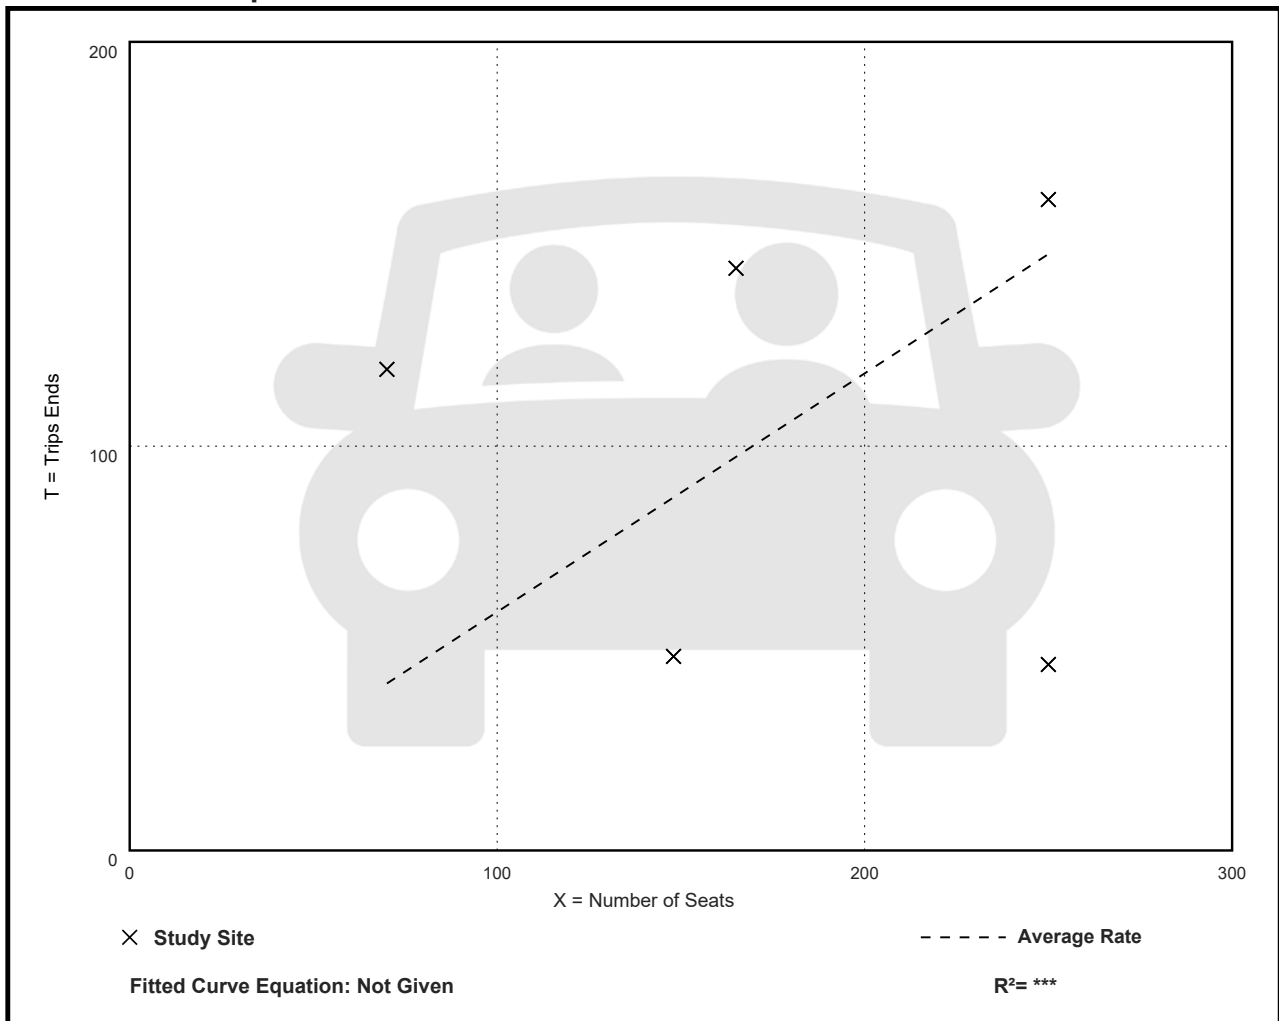 200
100
0
T = Trips Ends
0 100 200 300
X = Number of Seats
Study Site
Average Rate
Fitted Curve Equation: Not Given
R²= ***